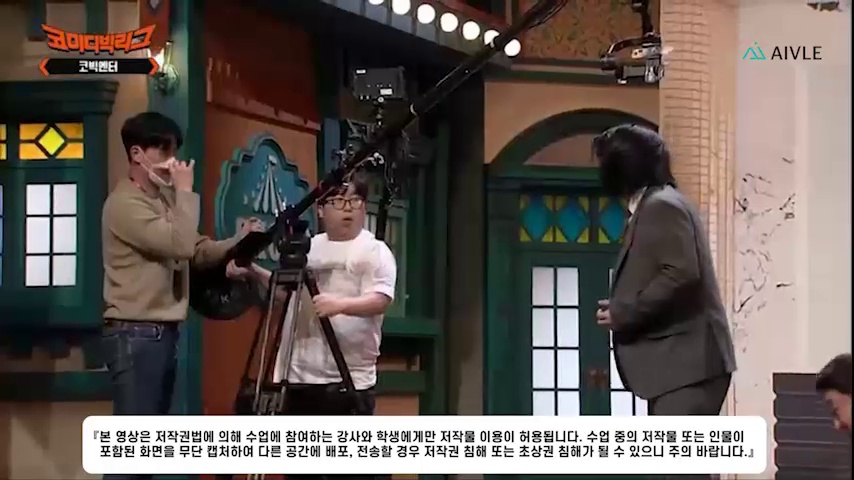 코미디빅리그
코빅엔터
AIVLE
『본 영상은 저작권법에 의해 수업에 참여하는 강사와 학생에게만 저작물 이용이 허용됩니다. 수업 중의 저작물 또는 인물이
포함된 화면을 무단 캡처하여 다른 공간에 배포, 전송할 경우 저작권 침해 또는 초상권 침해가 될 수 있으니 주의 바랍니다.』